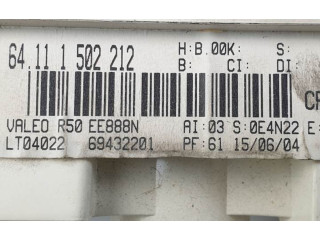 64.11 1 502 212 H:B.00K: S:
B: CI: DI:
VALEO R50 EE888N AI:03 S:0E4N22 E:
LT04022 69432201 PF:61 15/06/04